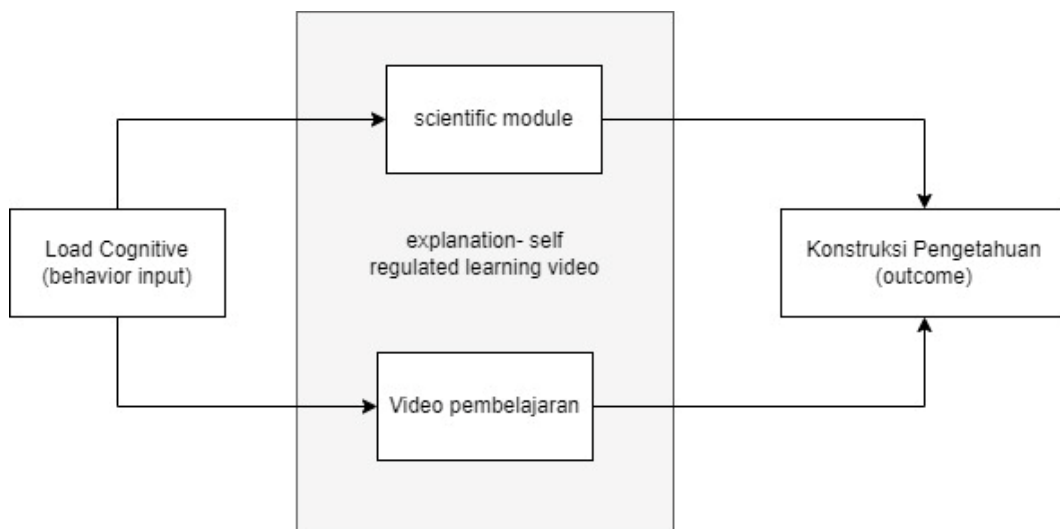 scientific module
Load Cognitive
(behavior input)
explanation- self
regulated learning video
Konstruksi Pengetahuan
(outcome)
Video pembelajaran